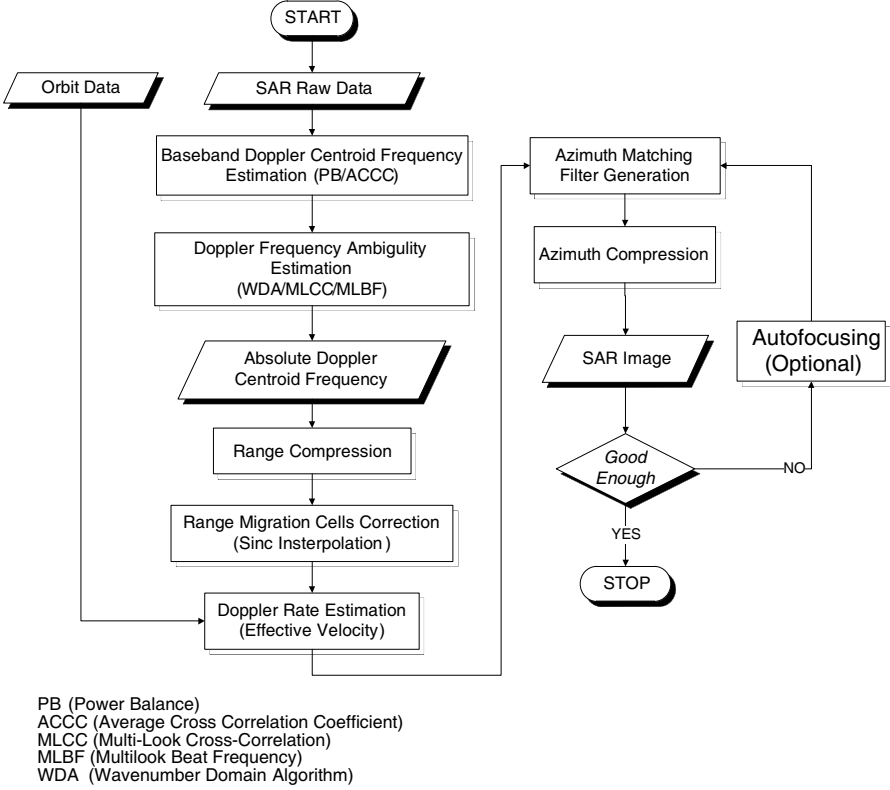 START
Orbit Data
SAR Raw Data
Baseband Doppler Centroid Frequency
Estimation (PB/ACCC)
Doppler Frequency Ambigulity
Estimation
(WDA/MLCC/MLBF)
Absolute Doppler
Centroid Frequency
Range Compression
Range Migration Cells Correction
(Sinc Insterpolation)
Doppler Rate Estimation
(Effective Velocity)
Azimuth Matching
Filter Generation
Azimuth Compression
SAR Image
Autofocusing
(Optional)
Good
Enough
NO
YES
STOP
PB (Power Balance)
ACCC (Average Cross Correlation Coefficient)
MLCC (Multi-Look Cross-Correlation)
MLBF (Multilook Beat Frequency)
WDA (Wavenumber Domain Algorithm)